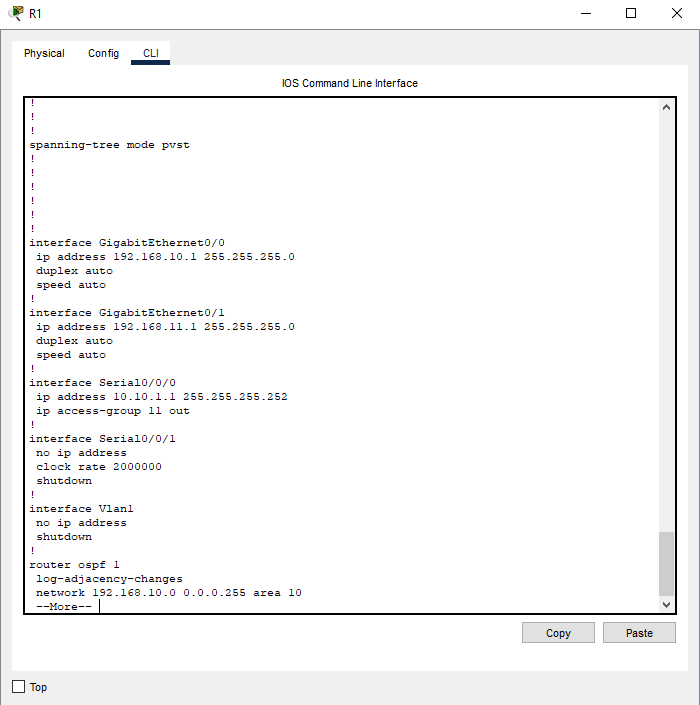 R1
Physical Config CLI
IOS Command Line Interface
!
!
!
spanning-tree mode pvst
!
!
!
!
!
!
interface GigabitEthernet0/0
ip address 192.168.10.1 255.255.255.0
duplex auto
speed auto
!
interface GigabitEthernet0/1
ip address 192.168.11.1 255.255.255.0
duplex auto
speed auto
!
interface Serial0/0/0
ip address 10.10.1.1 255.255.255.252
ip access-group 11 out
!
interface Serial0/0/1
no ip address
clock rate 2000000
shutdown
!
interface Vlan1
no ip address
shutdown
!
router ospf 1
log-adjacency-changes
network 192.168.10.0 0.0.0.255 area 10
--More--
Copy Paste
Top